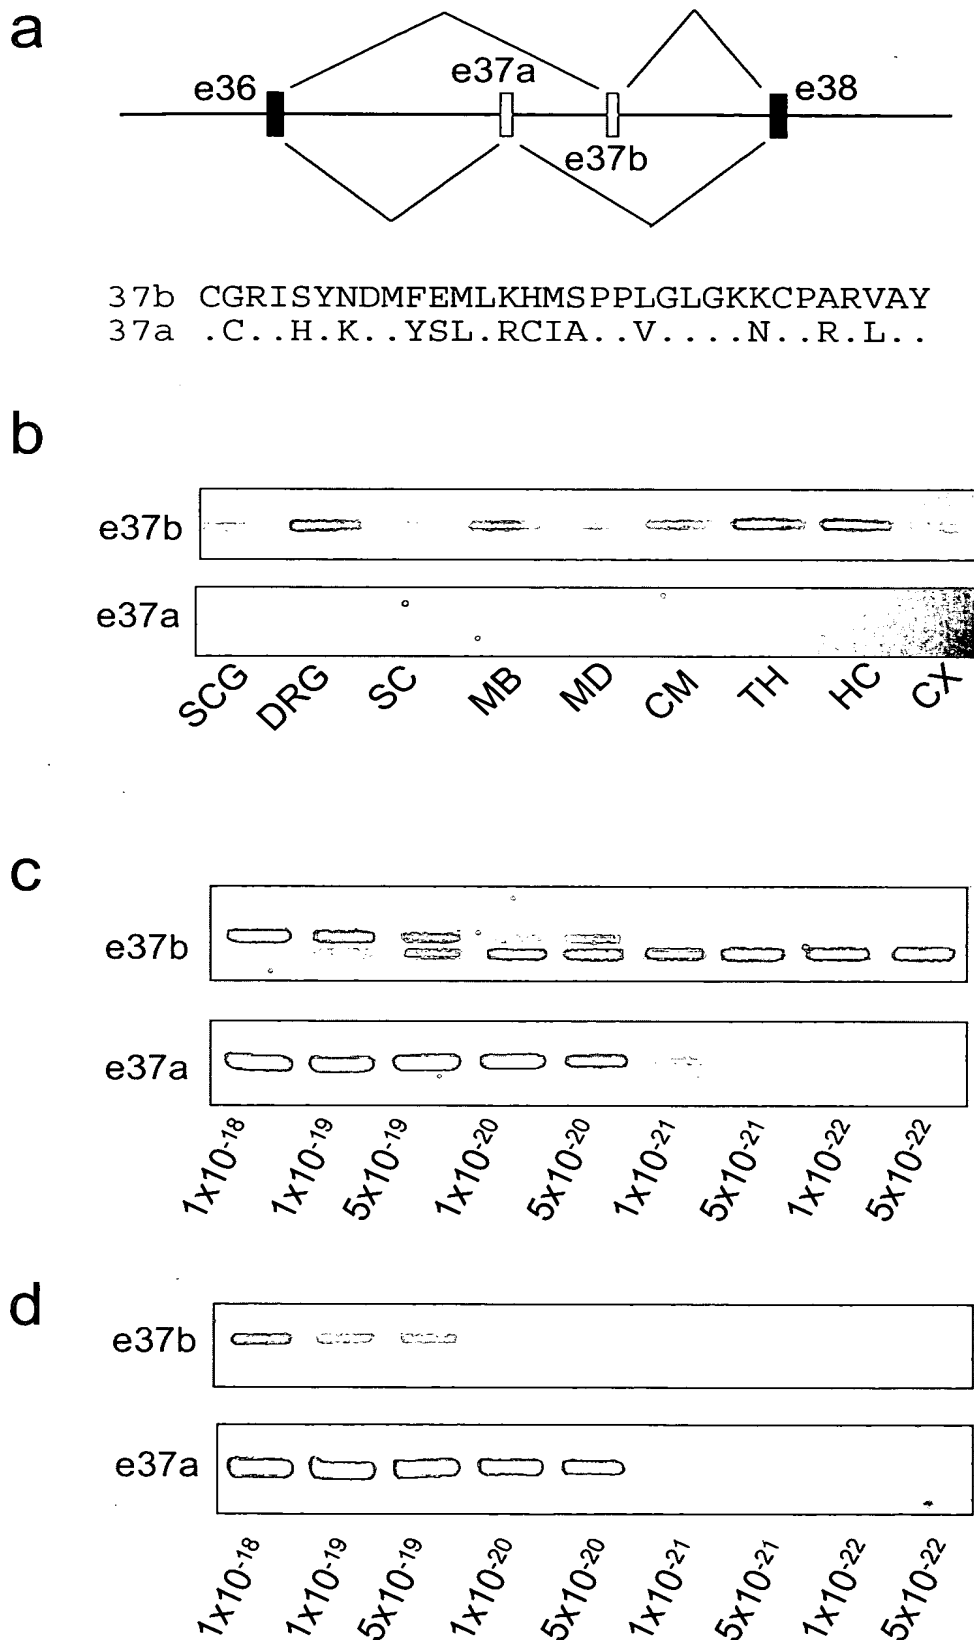 a
e36 e37a e38
e37b
37b CGRISYNDMFEMLKHMSPPLGLGKKCPARVAY
37a .C..H.K..YSL.RCIA..V....N..R.L..
b
e37b
e37a
SCG DRG SC MB MD CM TH HC CX
c
e37b
e37a
1x10-18 1x10-19 5x10-19 1x10-20 5x10-20 1x10-21 5x10-21 1x10-22 5x10-22
d
e37b
e37a
1x10-18 1x10-19 5x10-19 1x10-20 5x10-20 1x10-21 5x10-21 1x10-22 5x10-22